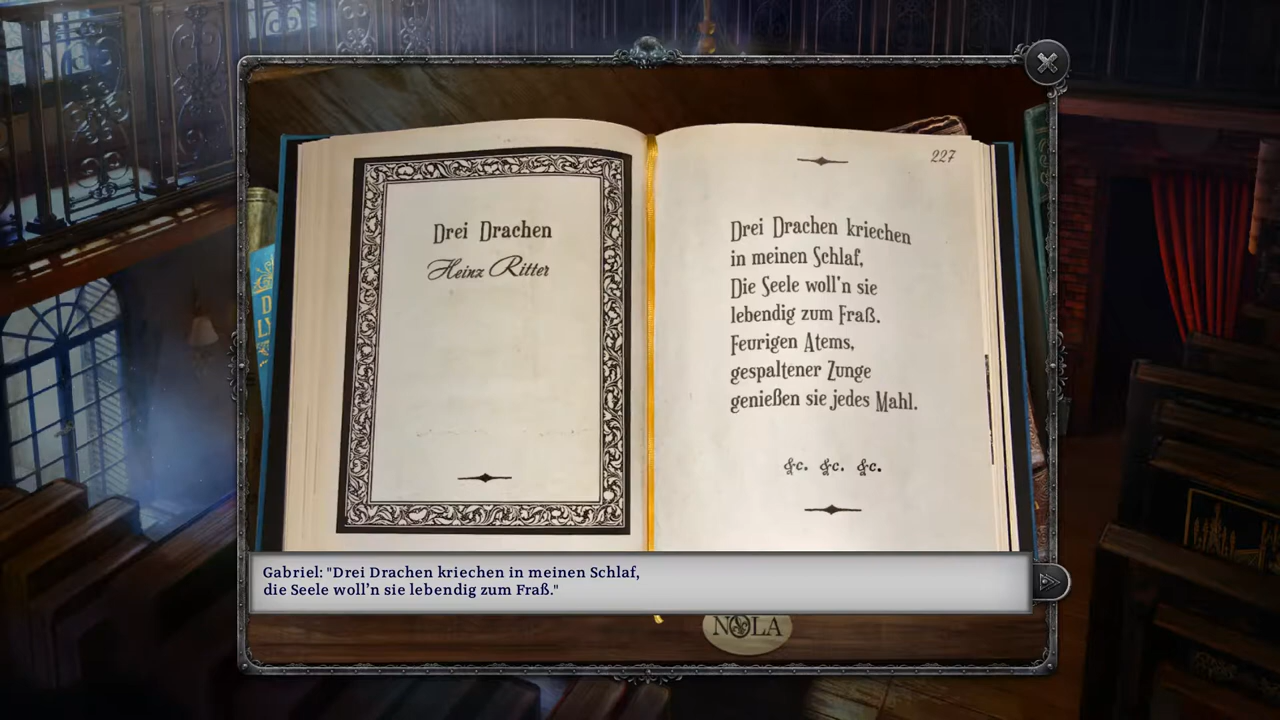 Drei Drachen
Heinz Ritter
227
Drei Drachen kriechen
in meinen Schlaf,
Die Seele woll'n sie
lebendig zum Fraß.
Feurigen Atems,
gespaltener Zunge
genießen sie jedes Mahl.
&c. &c. &c.
Gabriel: "Drei Drachen kriechen in meinen Schlaf,
die Seele woll'n sie lebendig zum Fraß."
NOLA